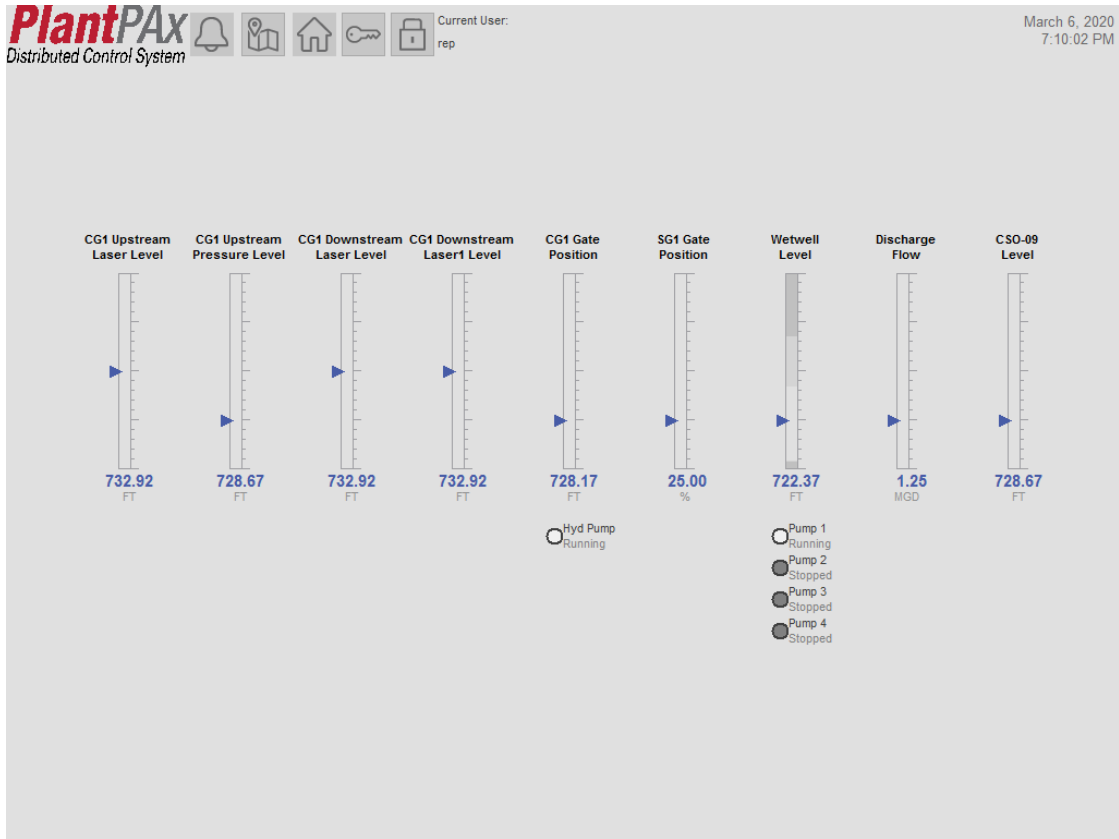 PlantPAx
Distributed Control System
Current User:
rep
March 6, 2020
7:10:02 PM
CG1 Upstream
Laser Level
CG1 Upstream
Pressure Level
CG1 Downstream
Laser Level
CG1 Downstream
Laser1 Level
CG1 Gate
Position
SG1 Gate
Position
Wetwell
Level
Discharge
Flow
CSO-09
Level
732.92
FT
728.67
FT
732.92
FT
732.92
FT
728.17
FT
25.00
%
722.37
FT
1.25
MGD
728.67
FT
Hyd Pump
Running
Pump 1
Running
Pump 2
Stopped
Pump 3
Stopped
Pump 4
Stopped